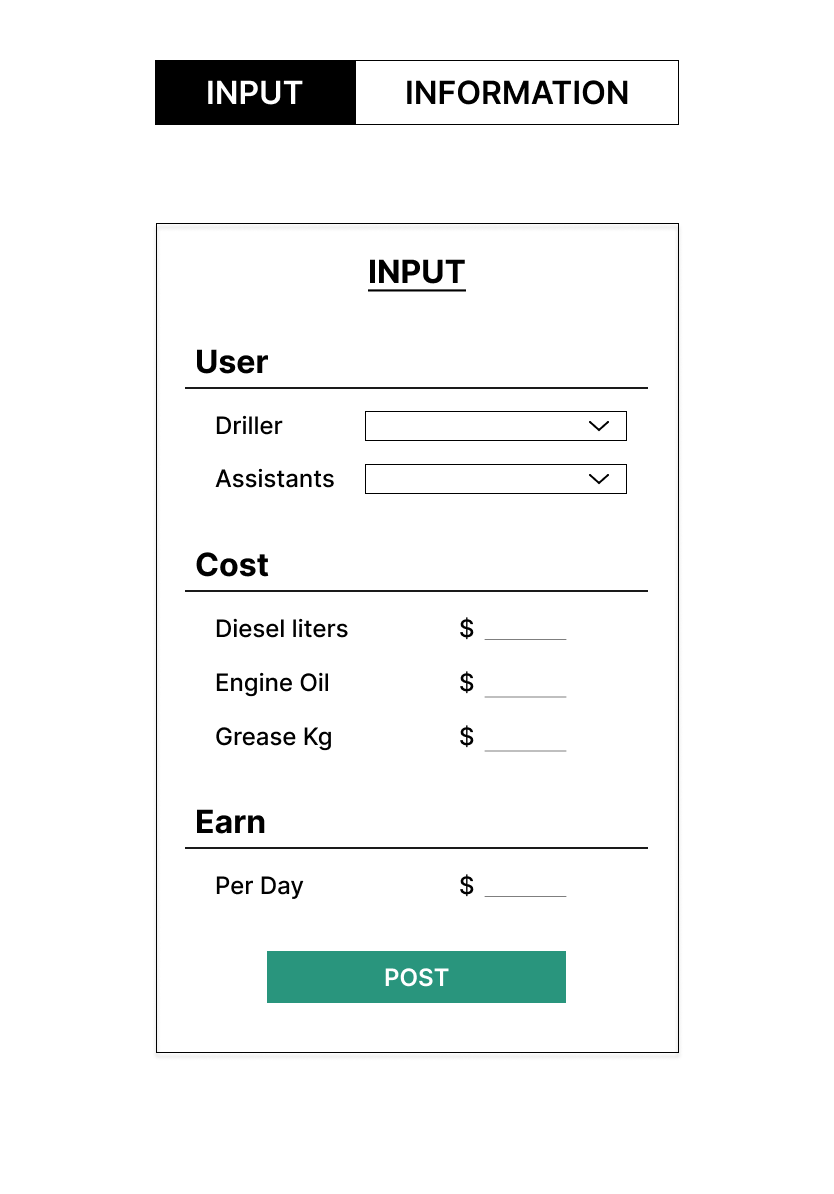 INPUT INFORMATION
INPUT
User
Driller
Assistants
Cost
Diesel liters $
Engine Oil $
Grease Kg $
Earn
Per Day $
POST